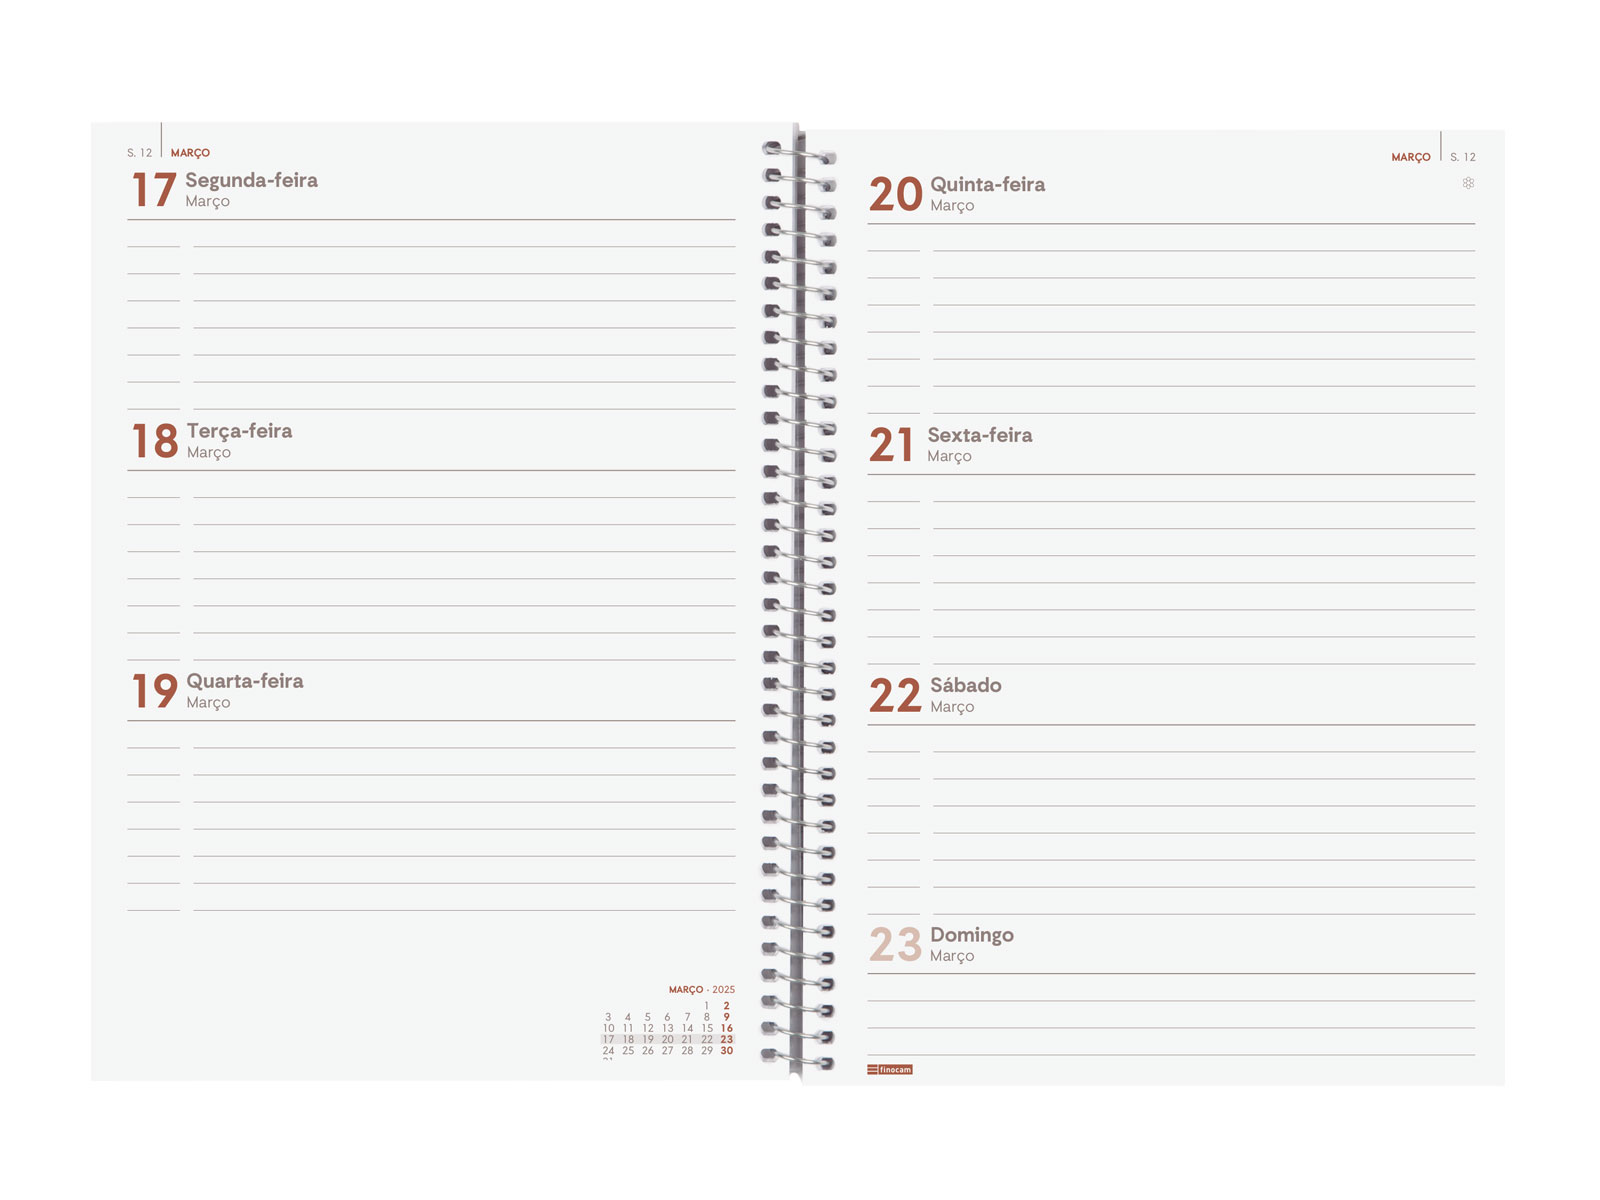 S. 12 MARÇO
17 Segunda-feira
Março
18 Terça-feira
Março
19 Quarta-feira
Março
MARÇO · 2025
1 2
3 4 5 6 7 8 9
10 11 12 13 14 15 16
17 18 19 20 21 22 23
24 25 26 27 28 29 30
MARÇO S. 12
20 Quinta-feira
Março
21 Sexta-feira
Março
22 Sábado
Março
23 Domingo
Março
finocam